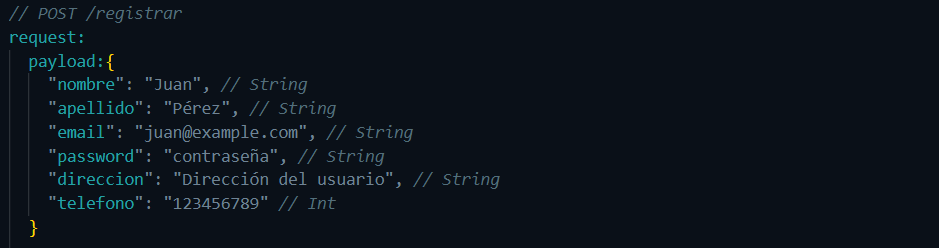 // POST /registrar
request:
payload:{
"nombre": "Juan", // String
"apellido": "Pérez", // String
"email": "juan@example.com", // String
"password": "contraseña", // String
"direccion": "Dirección del usuario", // String
"telefono": "123456789" // Int
}